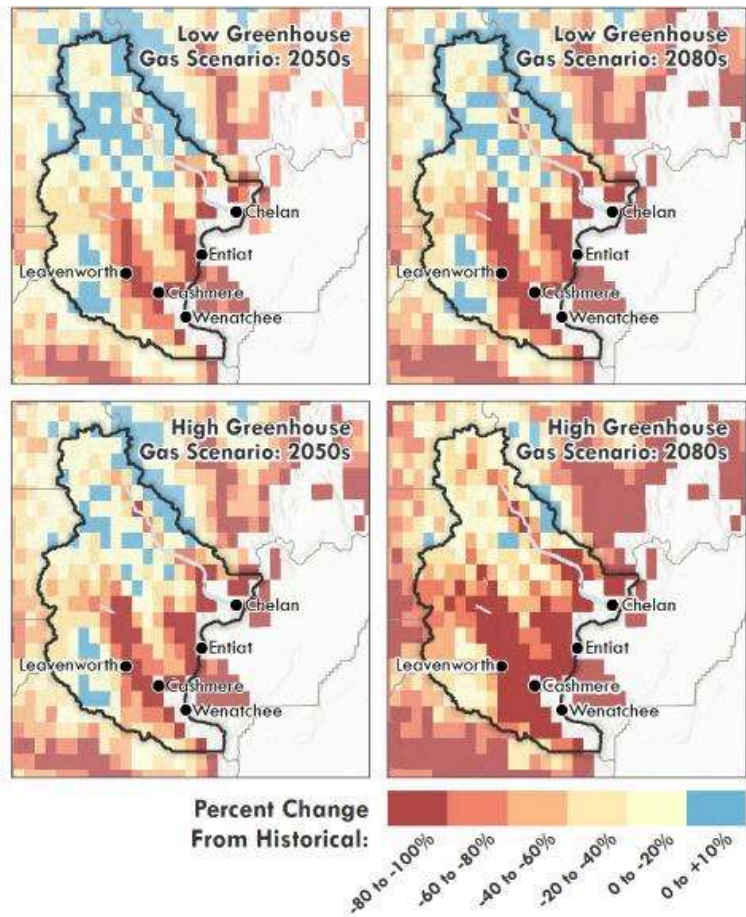 Low Greenhouse
Gas Scenario: 2050s
Chelan
Entiat
Leavenworth
Cashmere
Wenatchee
Low Greenhouse
Gas Scenario: 2080s
Chelan
Entiat
Leavenworth
Cashmere
Wenatchee
High Greenhouse
Gas Scenario: 2050s
Chelan
Entiat
Leavenworth
Cashmere
Wenatchee
High Greenhouse
Gas Scenario: 2080s
Chelan
Entiat
Leavenworth
Cashmere
Wenatchee
Percent Change
From Historical:
-80 to -100%
-60 to -80%
-40 to -60%
-20 to -40%
0 to -20%
0 to +10%